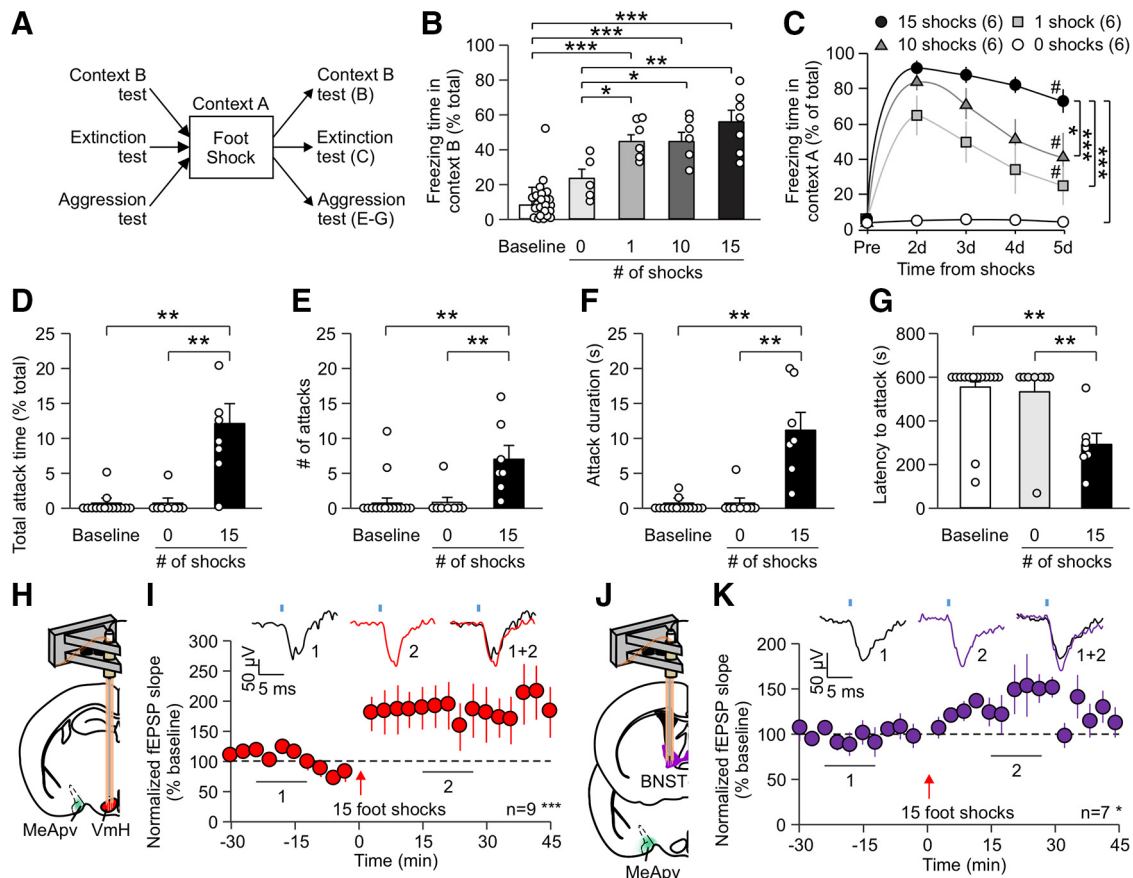 A
Context B
test
Extinction
test
Aggression
test
Context A
Foot
Shock
Context B
test (B)
Extinction
test (C)
Aggression
test (E-G)
B
Freezing time in
context B (% total)
100
80
60
40
20
0
***
***
***
**
*
*
Baseline
0
1
10
15
# of shocks
C
15 shocks (6)
1 shock (6)
10 shocks (6)
0 shocks (6)
Freezing time in
context A (% of total)
100
80
60
40
20
0
#
#
#
*
***
***
Pre
2d
3d
4d
5d
Time from shocks
D
Total attack time (% total)
25
20
15
10
5
0
**
**
Baseline
0
15
# of shocks
E
# of attacks
25
20
15
10
5
0
**
**
Baseline
0
15
# of shocks
F
Attack duration (s)
25
20
15
10
5
0
**
**
Baseline
0
15
# of shocks
G
Latency to attack (s)
800
600
400
200
0
**
**
Baseline
0
15
# of shocks
H
MeApv
VmH
I
Normalized fEPSP slope
(% baseline)
300
250
200
150
100
50
0
50 µV
5 ms
1
2
1+2
1
2
15 foot shocks
n=9 ***
-30
-15
0
15
30
45
Time (min)
J
BNST
MeApv
K
Normalized fEPSP slope
(% baseline)
200
150
100
50
0
50 µV
5 ms
1
2
1+2
1
2
15 foot shocks
n=7 *
-30
-15
0
15
30
45
Time (min)